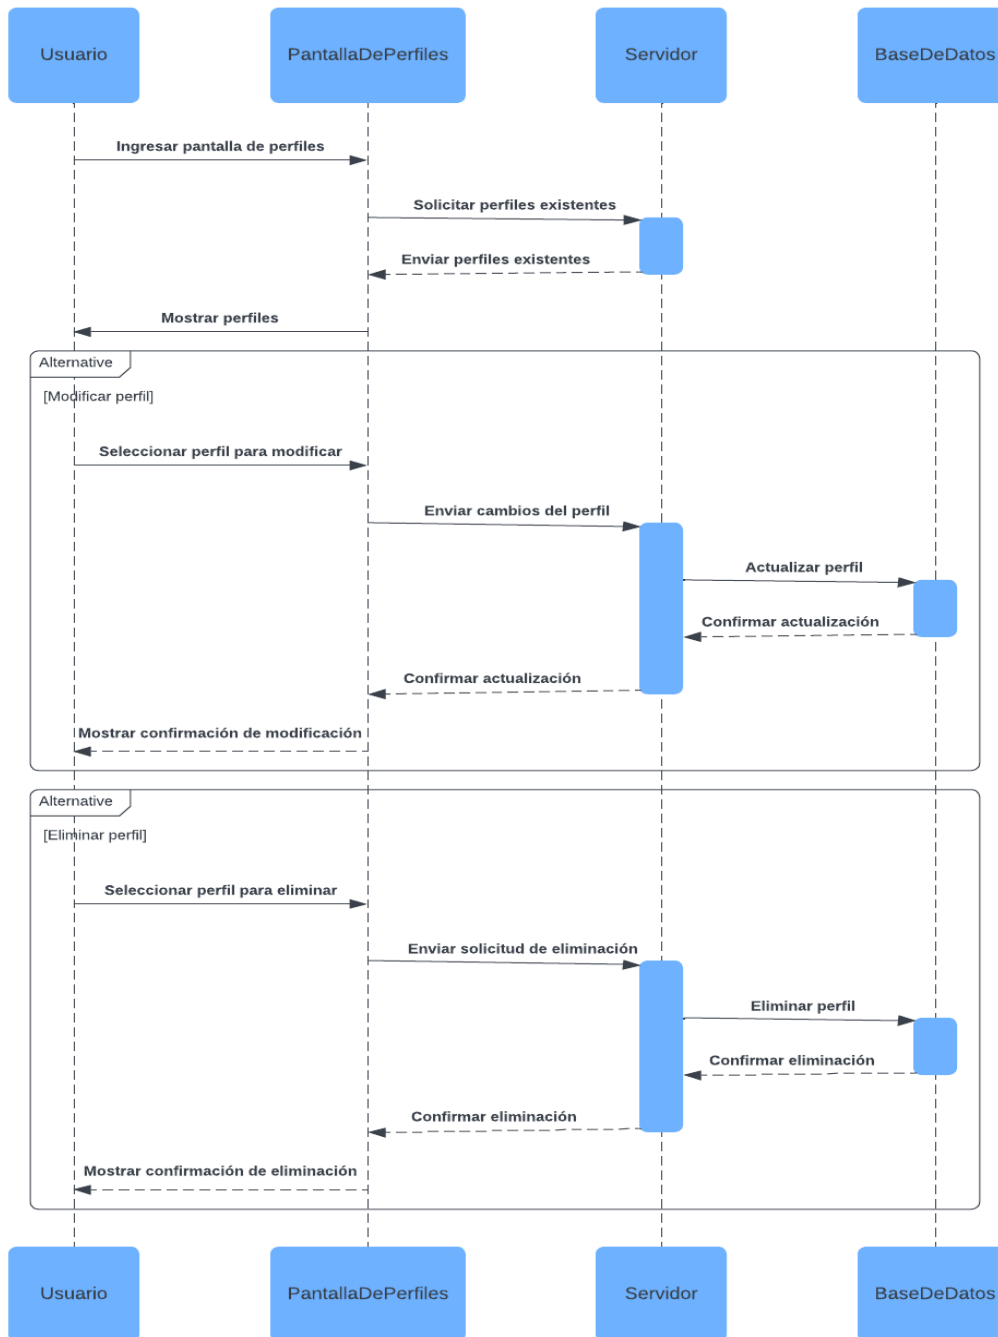 Usuario
PantallaDePerfiles
Servidor
BaseDeDatos
Ingresar pantalla de perfiles
Solicitar perfiles existentes
Enviar perfiles existentes
Mostrar perfiles
Alternative
[Modificar perfil]
Seleccionar perfil para modificar
Enviar cambios del perfil
Actualizar perfil
Confirmar actualización
Confirmar actualización
Mostrar confirmación de modificación
Alternative
[Eliminar perfil]
Seleccionar perfil para eliminar
Enviar solicitud de eliminación
Eliminar perfil
Confirmar eliminación
Confirmar eliminación
Mostrar confirmación de eliminación
Usuario
PantallaDePerfiles
Servidor
BaseDeDatos